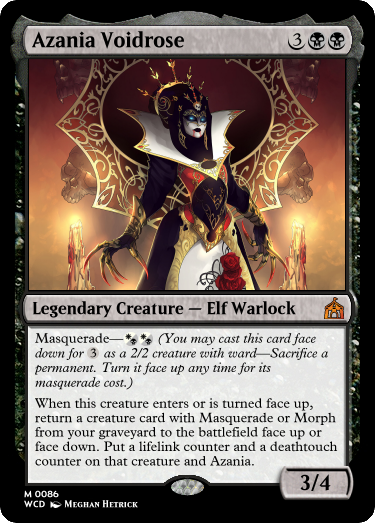 Azania Voidrose 3
Legendary Creature — Elf Warlock
Masquerade— (You may cast this card face
down for 3 as a 2/2 creature with ward—Sacrifice a
permanent. Turn it face up any time for its
masquerade cost.)
When this creature enters or is turned face up,
return a creature card with Masquerade or Morph
from your graveyard to the battlefield face up or
face down. Put a lifelink counter and a deathtouch
counter on that creature and Azania.
3/4
M 0086
WCD Meghan Hetrick